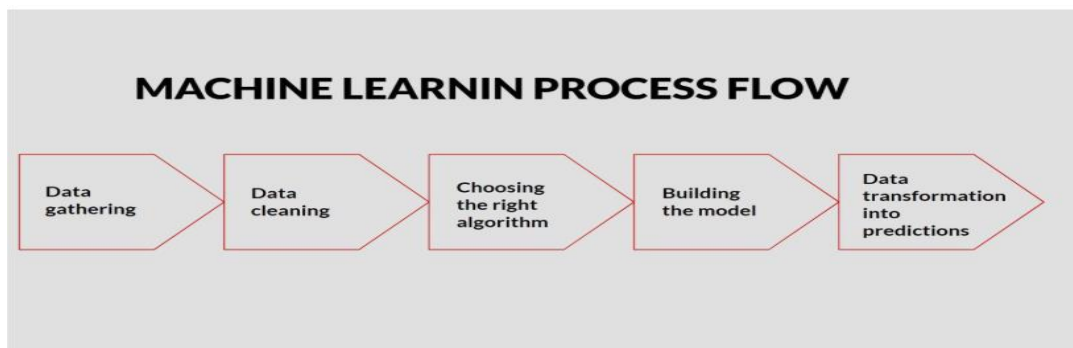 MACHINE LEARNIN PROCESS FLOW
Data
gathering
Data
cleaning
Choosing
the right
algorithm
Building
the model
Data
transformation
into
predictions